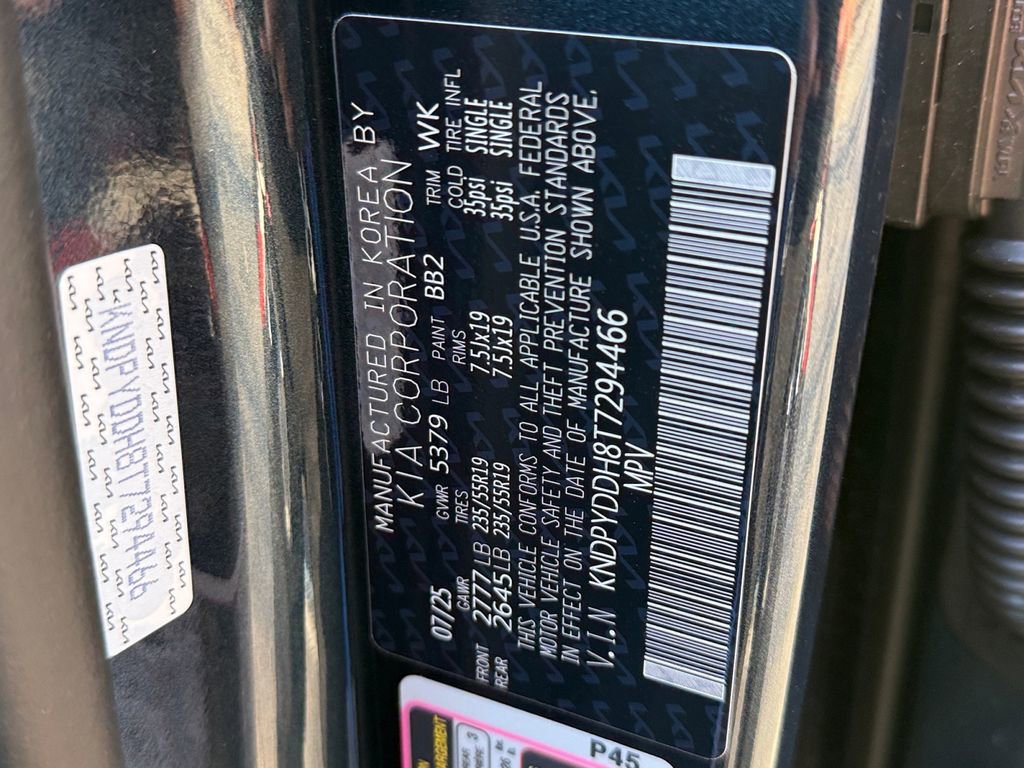 MANUFACTURED IN KOREA BY
KIA CORPORATION
07/25 GVWR 5379 LB PAINT BB2 TRIM WK
GAWR TIRES RIMS COLD TIRE INFL
FRONT 2777 LB 235/55R19 7.5Jx19 35psi SINGLE
REAR 2645 LB 235/55R19 7.5Jx19 35psi SINGLE
THIS VEHICLE CONFORMS TO ALL APPLICABLE U.S.A. FEDERAL
MOTOR VEHICLE SAFETY AND THEFT PREVENTION STANDARDS
IN EFFECT ON THE DATE OF MANUFACTURE SHOWN ABOVE.
V.I.N KNDPYDDH8T7294466
MPV
KNDPYDDH8T7294466
P45
REAR 3